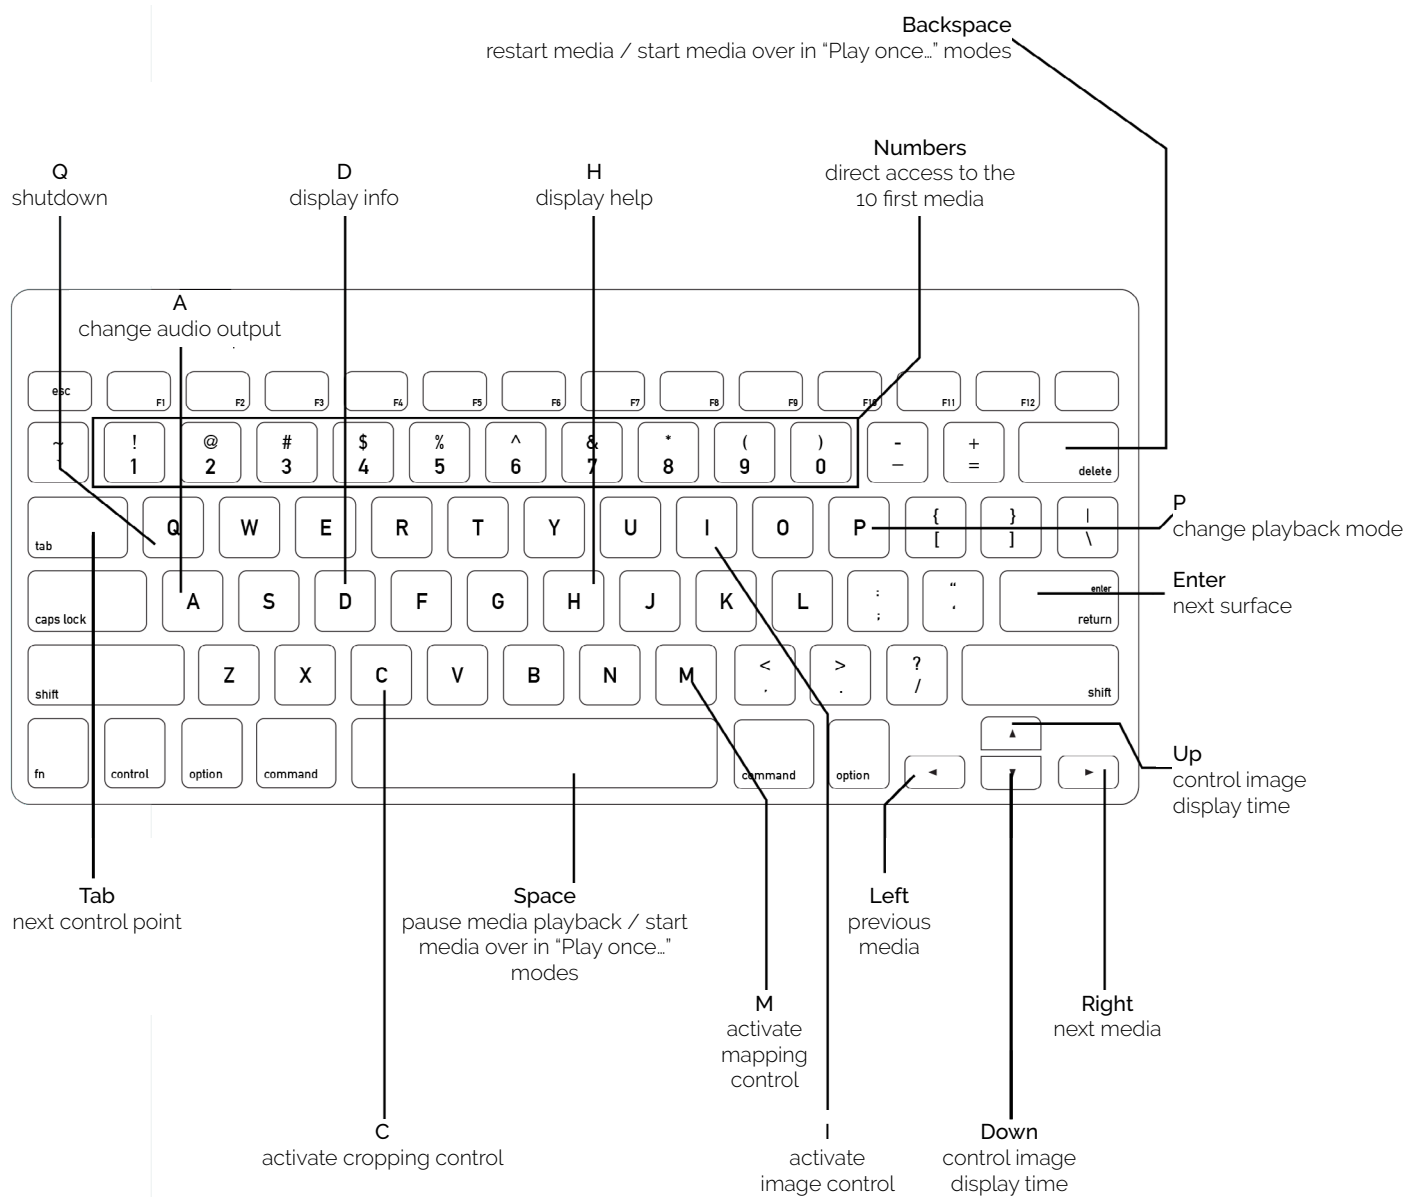 Backspace
restart media / start media over in “Play once…” modes
Numbers
direct access to the
10 first media
Q
shutdown
D
display info
H
display help
A
change audio output
esc F1 F2 F3 F4 F5 F6 F7 F8 F9 F10 F11 F12
~ ! @ # $ % ^ & * ( ) - +
` 1 2 3 4 5 6 7 8 9 0 – = delete
tab Q W E R T Y U I O P { [ } ] | \
P
change playback mode
caps lock A S D F G H J K L : ; “ ‘ enter return
Enter
next surface
shift Z X C V B N M < , > . ? / shift
fn control option command command option ◄ ▲ ▼ ►
Up
control image
display time
Tab
next control point
Space
pause media playback / start
media over in “Play once…”
modes
Left
previous
media
M
activate
mapping
control
Right
next media
C
activate cropping control
I
activate
image control
Down
control image
display time